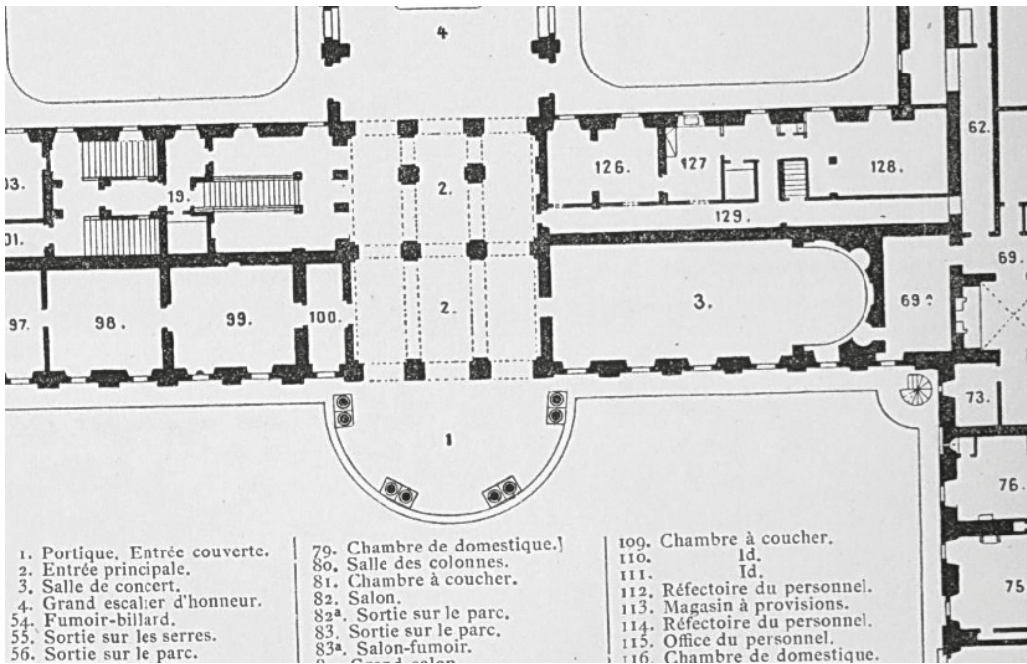 4
03.
19.
2.
126.
127
128.
62.
01.
129.
69.
97.
98.
99.
100.
2.
3.
69ª
73.
1
76.
75
1. Portique, Entrée couverte.
2. Entrée principale.
3. Salle de concert.
4. Grand escalier d'honneur.
54. Fumoir-billard.
55. Sortie sur les serres.
56. Sortie sur le parc.
79. Chambre de domestique.
80. Salle des colonnes.
81. Chambre à coucher.
82. Salon.
82ª. Sortie sur le parc.
83. Sortie sur le parc.
83ª. Salon-fumoir.
Grand salon
109. Chambre à coucher.
110. Id.
111. Id.
112. Réfectoire du personnel.
113. Magasin à provisions.
114. Réfectoire du personnel.
115. Office du personnel.
116. Chambre de domestique.